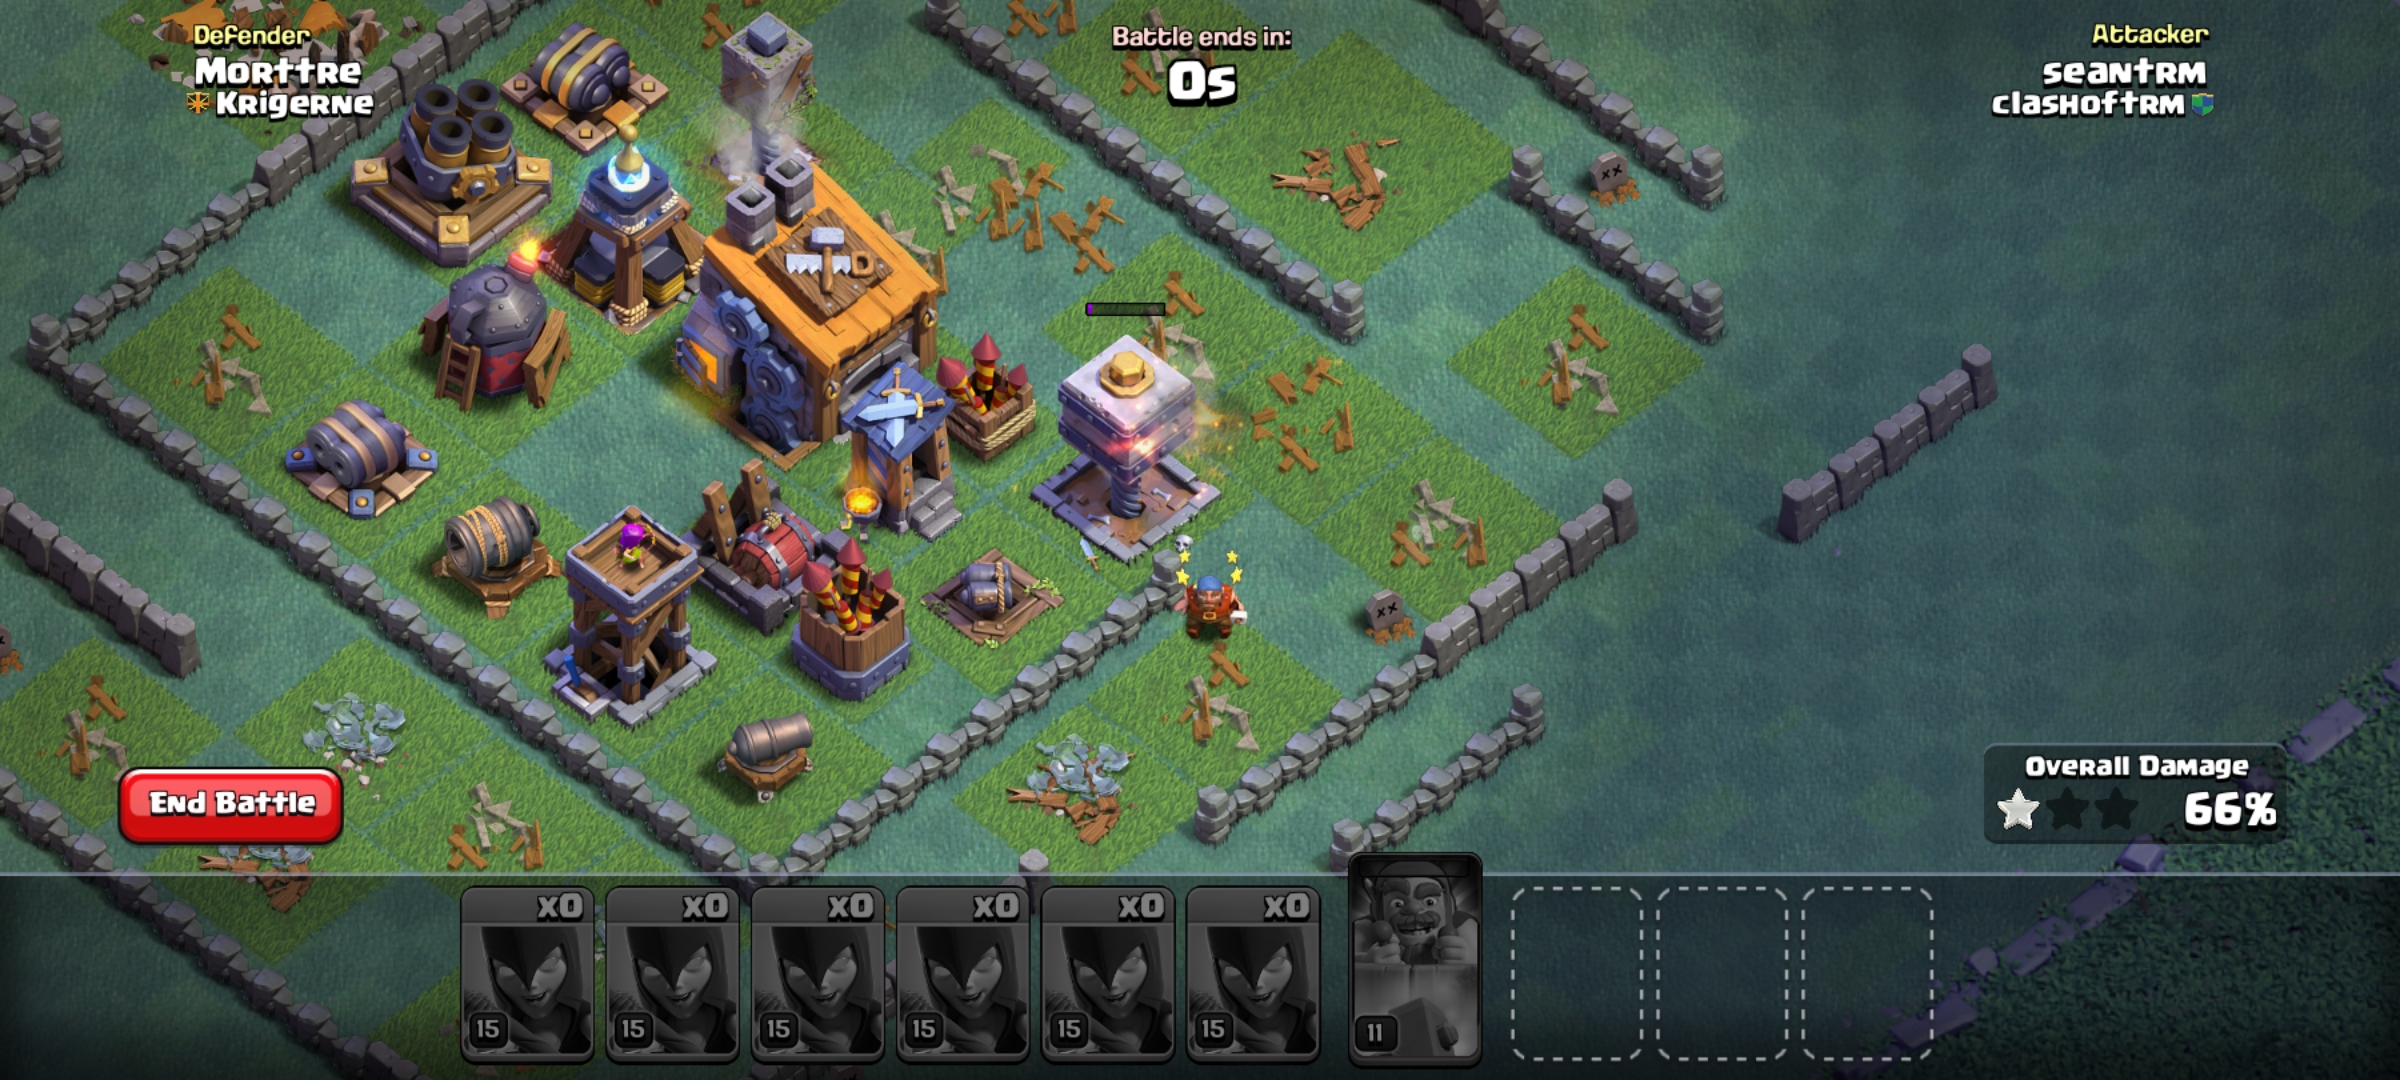 Defender
Morttre
Krigerne
Battle ends in:
0s
Attacker
seantRM
clashoftRM
End Battle
Overall Damage
66%
x0 x0 x0 x0 x0 x0
15 15 15 15 15 15 11